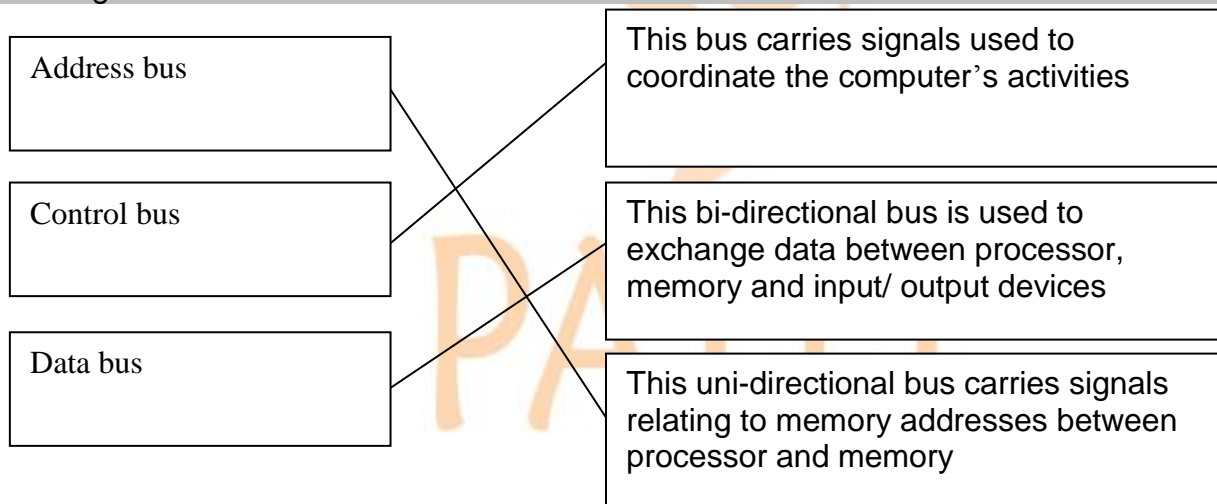 Address bus
This bus carries signals used to
coordinate the computer’s activities
Control bus
This bi-directional bus is used to
exchange data between processor,
memory and input/ output devices
Data bus
This uni-directional bus carries signals
relating to memory addresses between
processor and memory